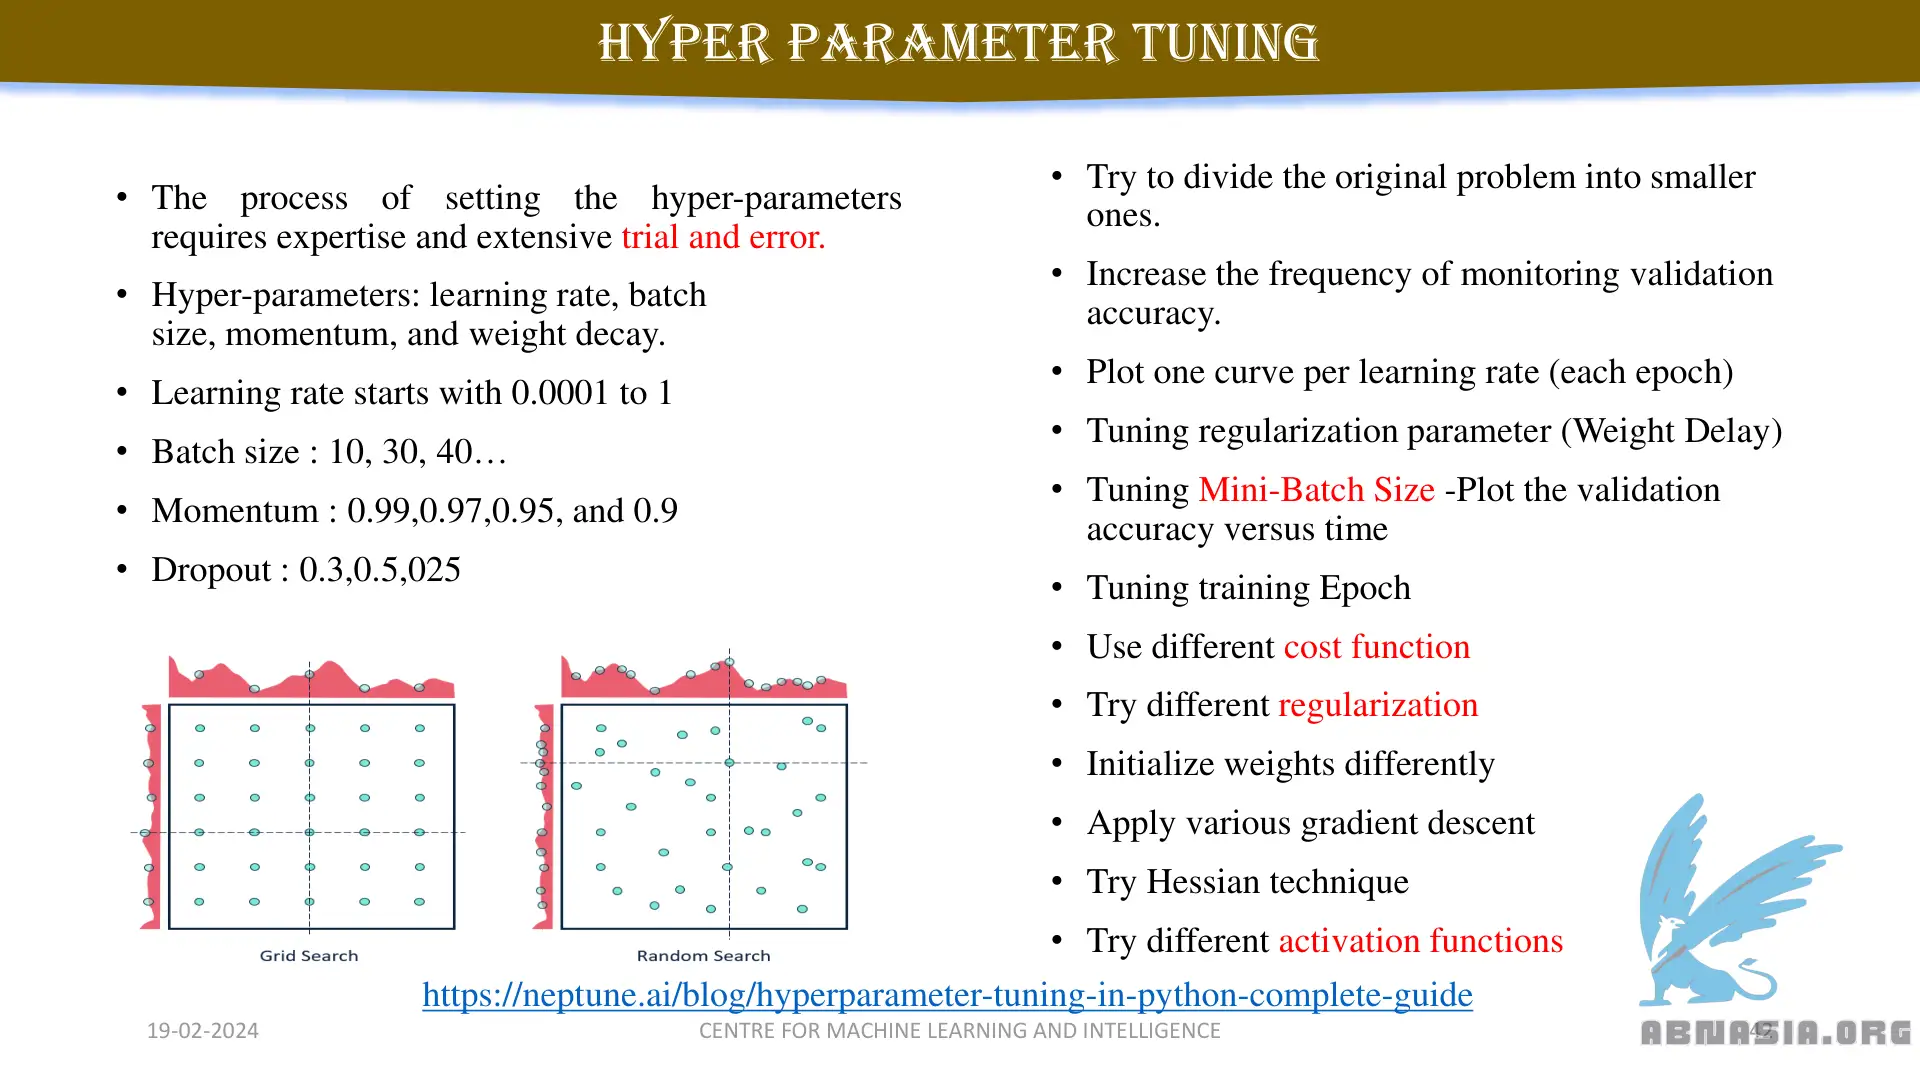 HYPER PARAMETER TUNING
• The process of setting the hyper-parameters
requires expertise and extensive trial and error.
• Hyper-parameters: learning rate, batch
size, momentum, and weight decay.
• Learning rate starts with 0.0001 to 1
• Batch size : 10, 30, 40…
• Momentum : 0.99,0.97,0.95, and 0.9
• Dropout : 0.3,0.5,025
Grid Search
Random Search
• Try to divide the original problem into smaller
ones.
• Increase the frequency of monitoring validation
accuracy.
• Plot one curve per learning rate (each epoch)
• Tuning regularization parameter (Weight Delay)
• Tuning Mini-Batch Size -Plot the validation
accuracy versus time
• Tuning training Epoch
• Use different cost function
• Try different regularization
• Initialize weights differently
• Apply various gradient descent
• Try Hessian technique
• Try different activation functions
https://neptune.ai/blog/hyperparameter-tuning-in-python-complete-guide
19-02-2024
CENTRE FOR MACHINE LEARNING AND INTELLIGENCE
42
ABNASIA.ORG